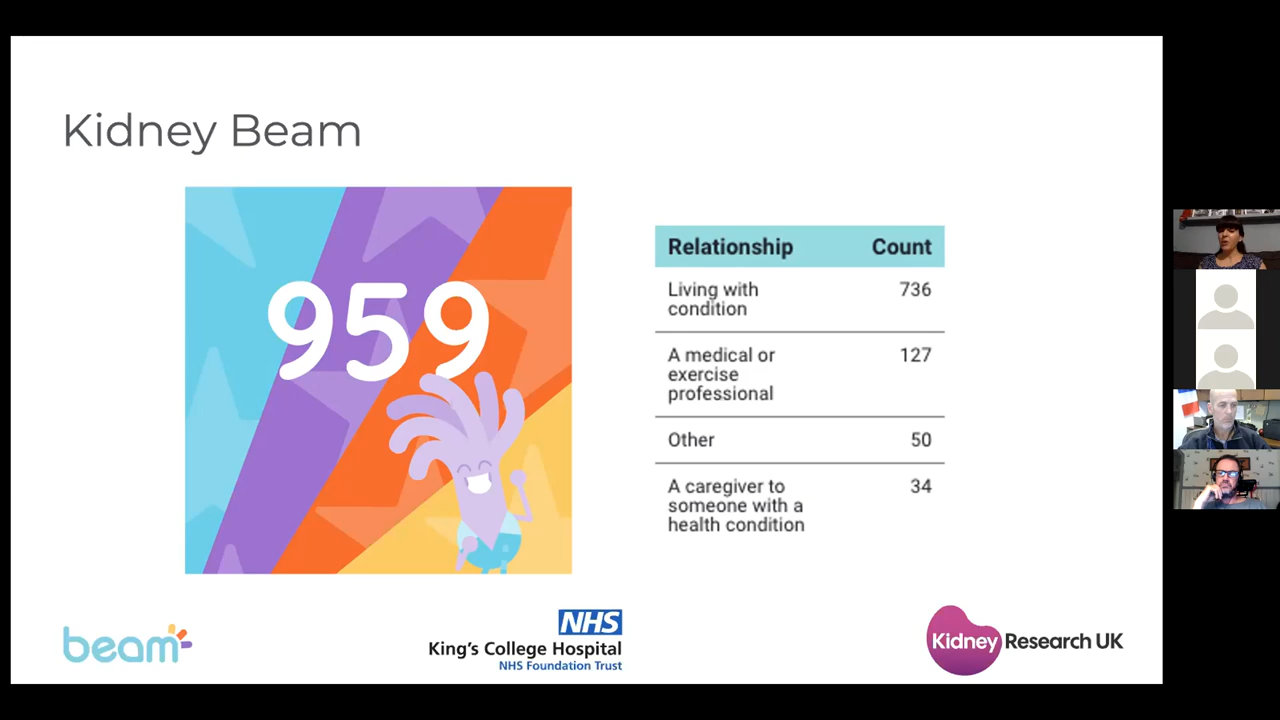 Kidney Beam
959
Relationship Count
Living with 736
condition
A medical or 127
exercise
professional
Other 50
A caregiver to 34
someone with a
health condition
beam
NHS
King's College Hospital
NHS Foundation Trust
Kidney Research UK